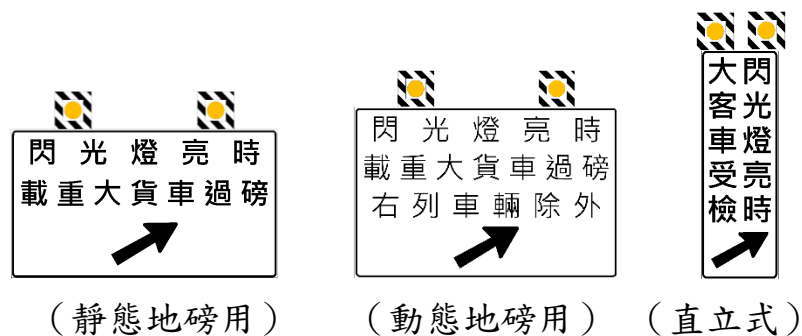 閃光燈亮時
載重大貨車過磅
（靜態地磅用）
閃光燈亮時
載重大貨車過磅
右列車輛除外
（動態地磅用）
閃光燈亮時
大客車受檢
（直立式）